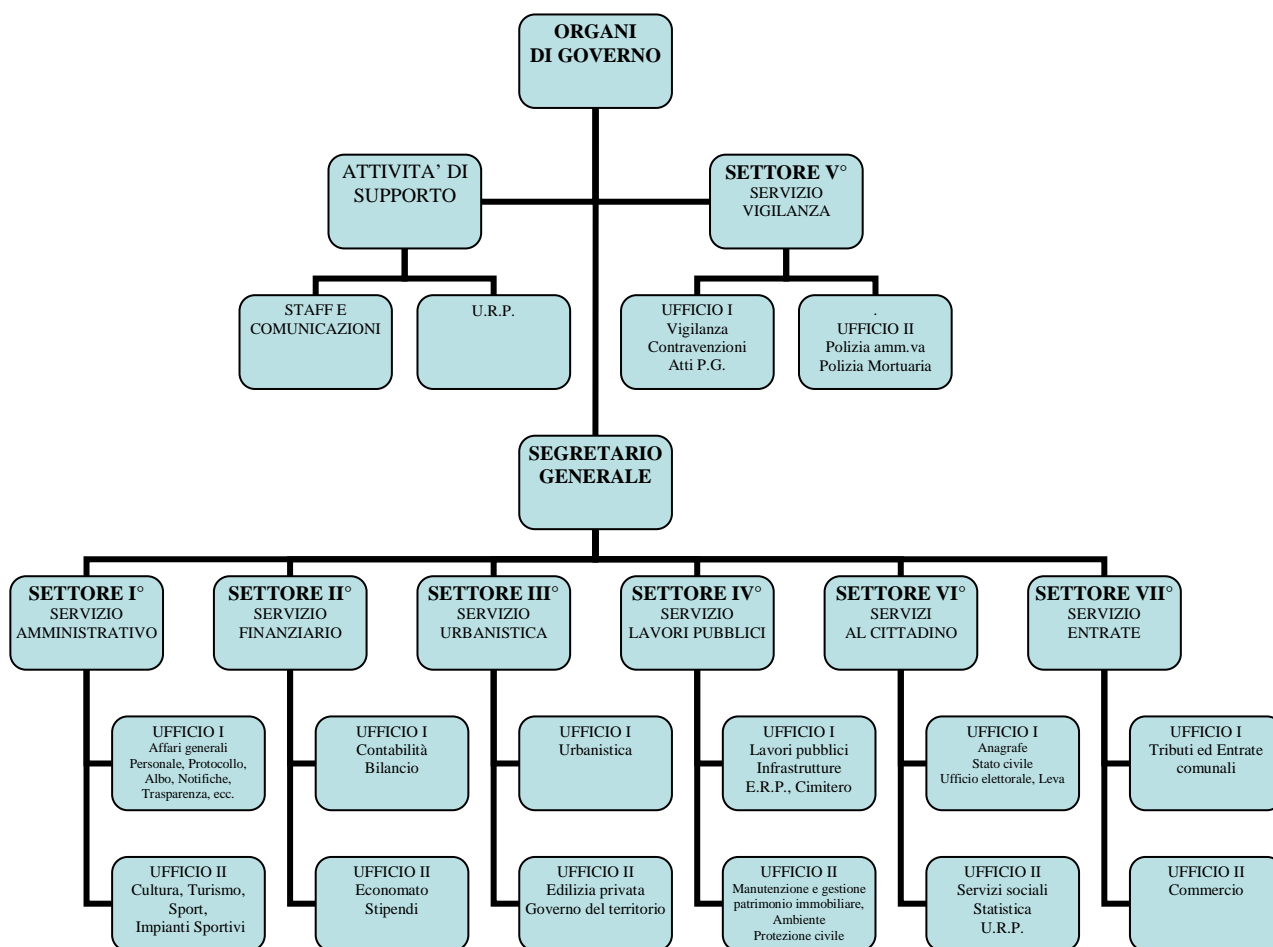 ORGANI
DI GOVERNO
ATTIVITA’ DI
SUPPORTO
SETTORE V°
SERVIZIO
VIGILANZA
STAFF E
COMUNICAZIONI
U.R.P.
UFFICIO I
Vigilanza
Contravenzioni
Atti P.G.
.
UFFICIO II
Polizia amm.va
Polizia Mortuaria
SEGRETARIO
GENERALE
SETTORE I°
SERVIZIO
AMMINISTRATIVO
SETTORE II°
SERVIZIO
FINANZIARIO
SETTORE III°
SERVIZIO
URBANISTICA
SETTORE IV°
SERVIZIO
LAVORI PUBBLICI
SETTORE VI°
SERVIZI
AL CITTADINO
SETTORE VII°
SERVIZIO
ENTRATE
UFFICIO I
Affari generali
Personale, Protocollo,
Albo, Notifiche,
Trasparenza, ecc.
UFFICIO I
Contabilità
Bilancio
UFFICIO I
Urbanistica
UFFICIO I
Lavori pubblici
Infrastrutture
E.R.P., Cimitero
UFFICIO I
Anagrafe
Stato civile
Ufficio elettorale, Leva
UFFICIO I
Tributi ed Entrate
comunali
UFFICIO II
Cultura, Turismo,
Sport,
Impianti Sportivi
UFFICIO II
Economato
Stipendi
UFFICIO II
Edilizia privata
Governo del territorio
UFFICIO II
Manutenzione e gestione
patrimonio immobiliare,
Ambiente
Protezione civile
UFFICIO II
Servizi sociali
Statistica
U.R.P.
UFFICIO II
Commercio